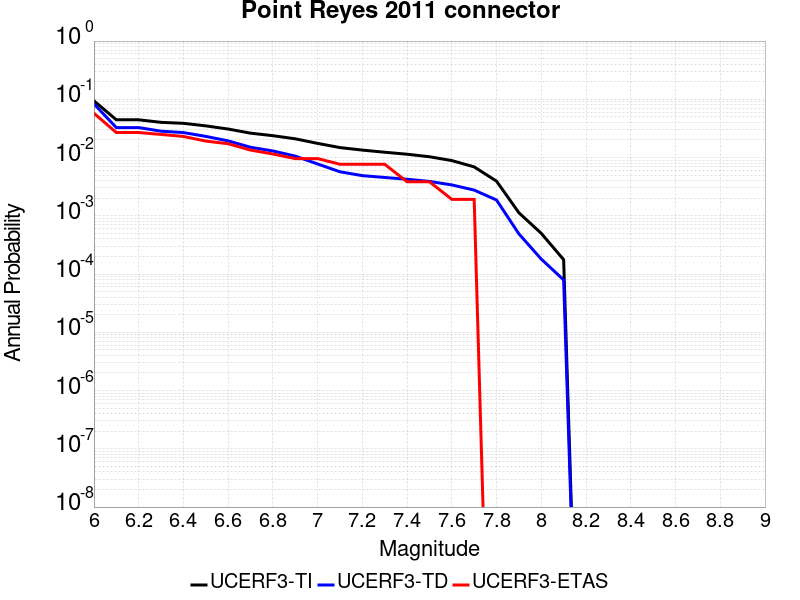 Point Reyes 2011 connector
10^0
10^-1
10^-2
10^-3
10^-4
10^-5
10^-6
10^-7
10^-8
Annual Probability
6 6.2 6.4 6.6 6.8 7 7.2 7.4 7.6 7.8 8 8.2 8.4 8.6 8.8 9
Magnitude
UCERF3-TI UCERF3-TD UCERF3-ETAS